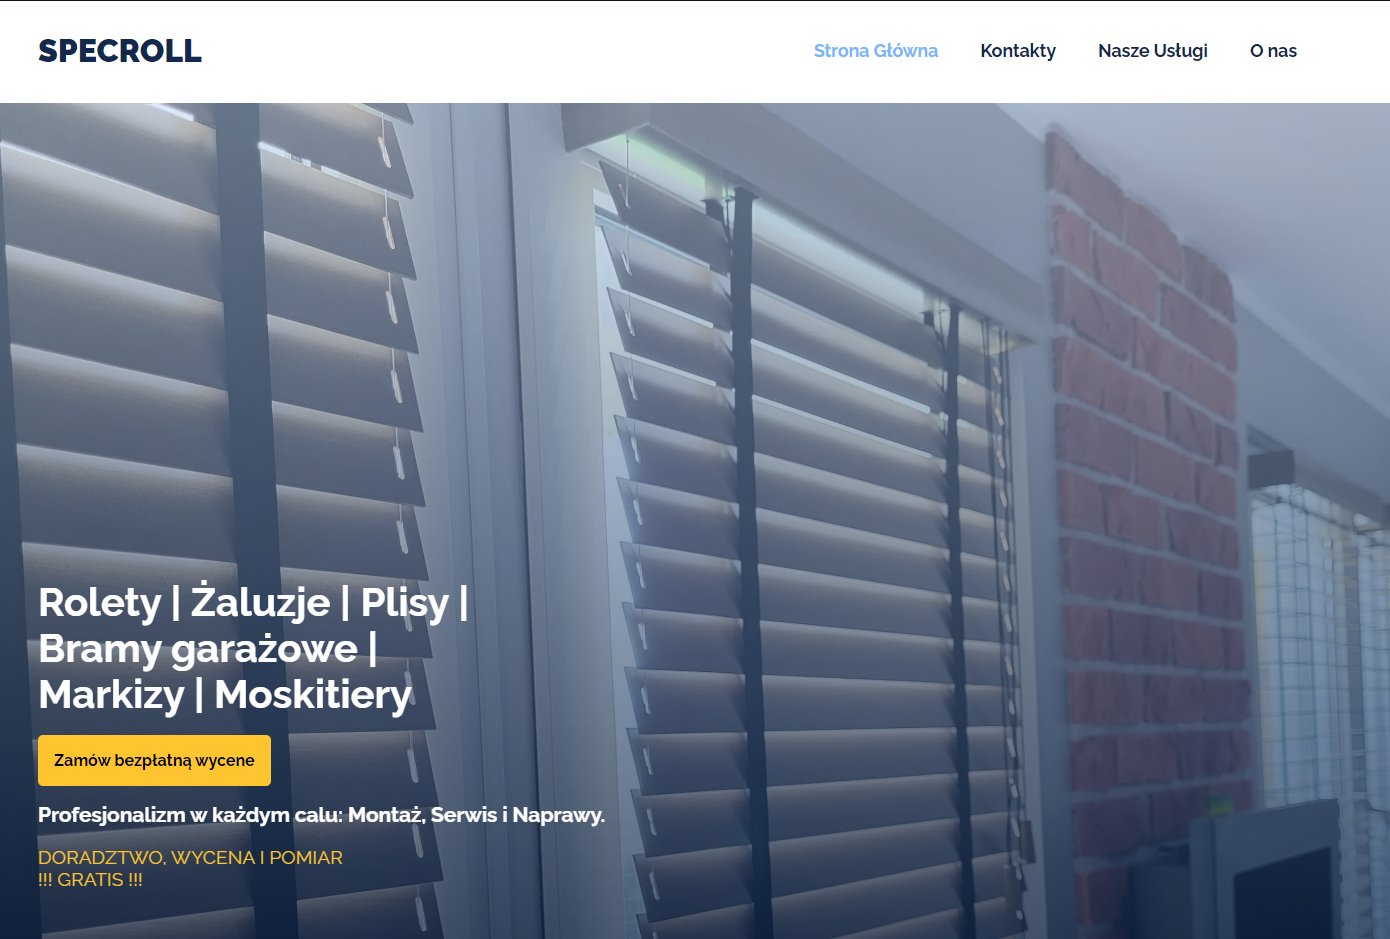 SPECROLL
Strona Główna
Kontakty
Nasze Usługi
O nas
Rolety | Żaluzje | Plisy |
Bramy garażowe |
Markizy | Moskitiery
Zamów bezpłatną wycene
Profesjonalizm w każdym calu: Montaż, Serwis i Naprawy.
DORADZTWO, WYCENA I POMIAR
!!! GRATIS !!!